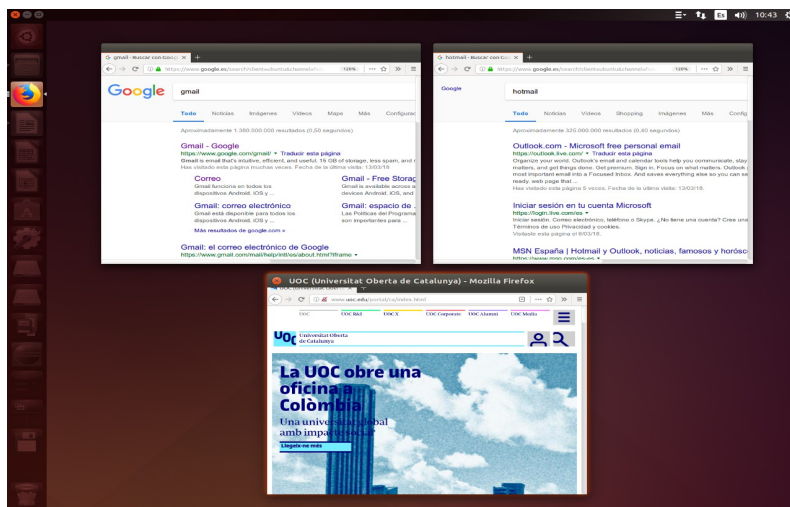 Es
10:43
gmail - Buscar con Goog
https://www.google.es/search?client=ubuntu&channel=f
120%
Google
gmail
Todo Noticias Imágenes Vídeos Maps Más Configurac
Aproximadamente 1.380.000.000 resultados (0,50 segundos)
Gmail - Google
https://www.google.com/gmail/ Traducir esta página
Gmail is email that's intuitive, efficient, and useful. 15 GB of storage, less spam, and
Has visitado esta página muchas veces. Fecha de la última visita: 13/03/18
Correo
Gmail funciona en todos los
dispositivos Android, iOS y ...
Gmail - Free Storag
Gmail is available across a
devices Android, iOS, and
Gmail: correo electrónico
Gmail está disponible para todos los
dispositivos Android, iOS y ...
Gmail: espacio de .
Las Políticas del Programa
son importantes para ...
Más resultados de google.com »
Gmail: el correo electrónico de Google
https://www.gmail.com/mail/help/intl/es/about.html?iframe
hotmail - Buscar con Goo
https://www.google.es/search?client=ubuntu&channel=f
120%
Google
hotmail
Todo Noticias Vídeos Shopping Imágenes Más Config
Aproximadamente 325.000.000 resultados (0,40 segundos)
Outlook.com - Microsoft free personal email
https://outlook.live.com/ Traducir esta página
Organize your world. Outlook's email and calendar tools help you communicate, stay
matters, and get things done. Get premium. Sign in. Focus on what matters. Outlook
most important email into a Focused Inbox. And saves everything else so you can se
ready. web page that ...
Has visitado esta página 5 veces. Fecha de la última visita: 13/03/18.
Iniciar sesión en tu cuenta Microsoft
https://login.live.com/es
Iniciar sesión. Correo electrónico, teléfono o Skype. ¿No tiene una cuenta? Cree una
Términos de uso Privacidad y cookies.
Visitaste esta página el 6/03/18.
MSN España | Hotmail y Outlook, noticias, famosos y horósc
https://www.msn.com/es-es
UOC (Universitat Oberta de Catalunya) - Mozilla Firefox
www.uoc.edu/portal/ca/index.html
UOC UOC R&I UOC X UOC Corporate UOC Alumni UOC Media
UOC Universitat Oberta
de Catalunya
La UOC obre una
oficina a
Colòmbia
Una universitat global
amb impacte social
Llegeix-ne més